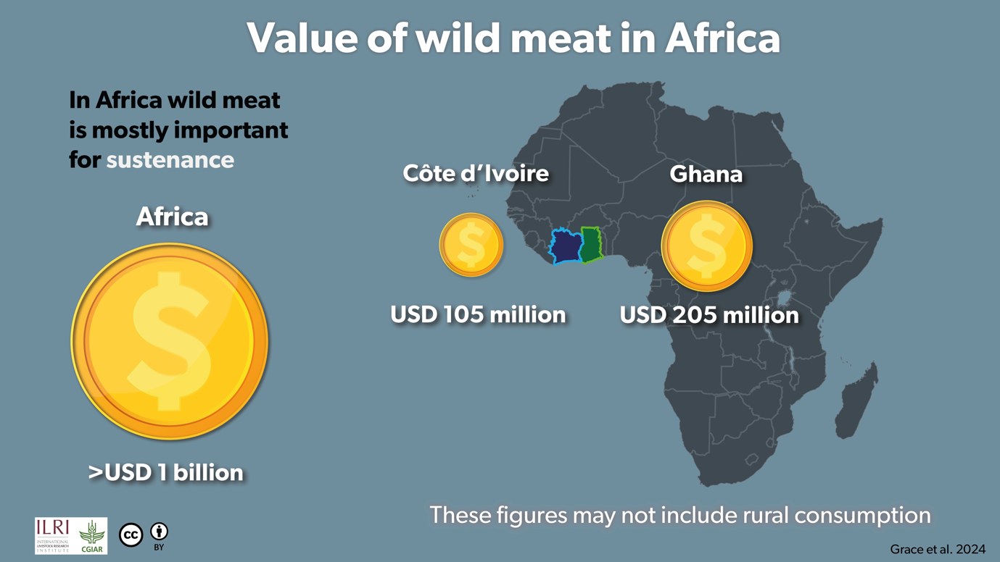 Value of wild meat in Africa
In Africa wild meat
is mostly important
for sustenance
Africa
$
>USD 1 billion
Côte d’Ivoire
$
USD 105 million
Ghana
$
USD 205 million
These figures may not include rural consumption
ILRI
INTERNATIONAL
LIVESTOCK RESEARCH
INSTITUTE
CGIAR
cc
BY
Grace et al. 2024